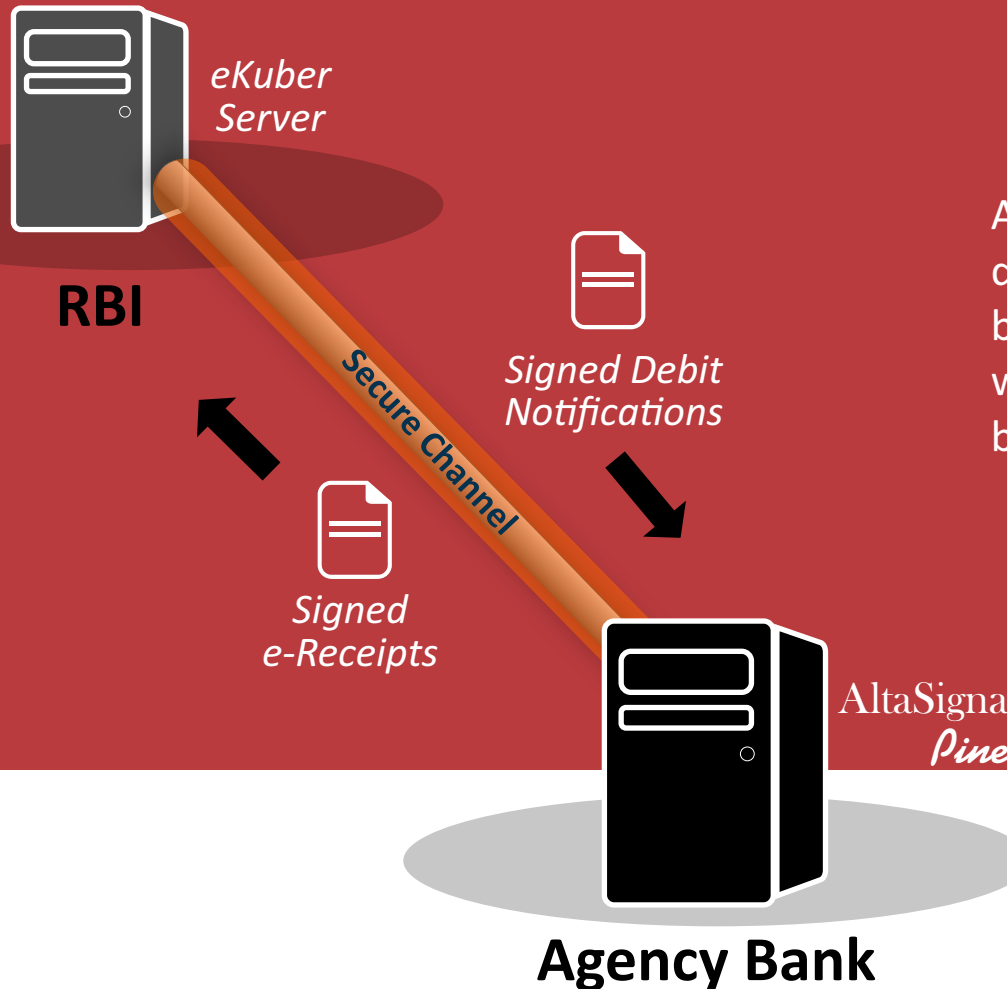 eKuber
Server
RBI
Secure Channel
Signed Debit
Notifications
Signed
e-Receipts
Agency Bank